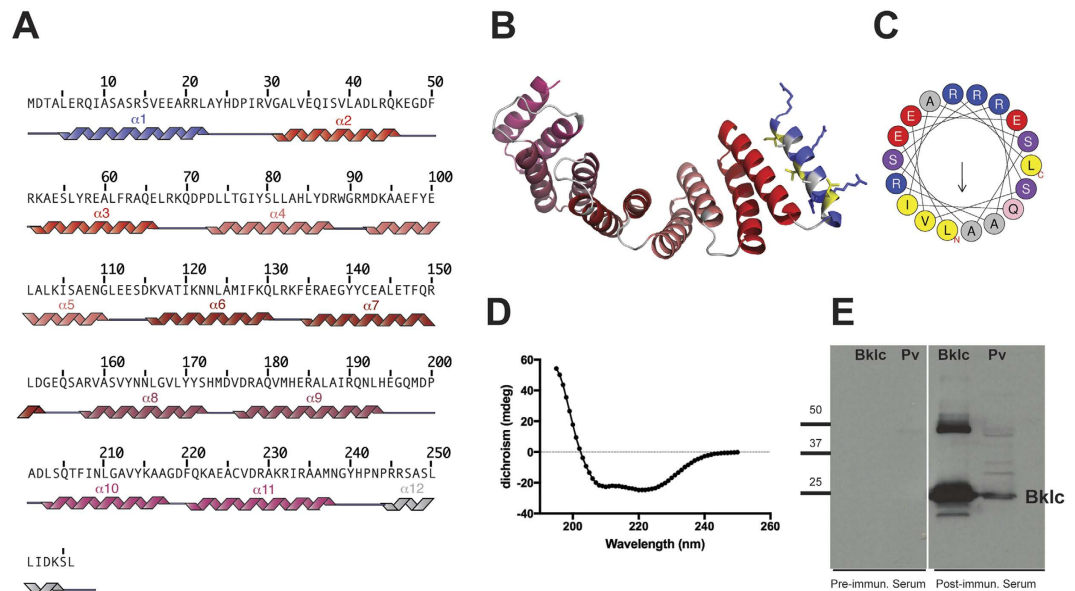 A
10 20 30 40 50
MDTALERQIASASRSVEEARRLAYHDPIRVGALVEQISVLADLRQKEGDF
α1 α2
60 70 80 90 100
RKAESLYREALFRAQELRKQDPDLLTGIYSLLAHLYDRWGRMDKAAEFYE
α3 α4
110 120 130 140 150
LALKISAENGLEESDKVATIKNNLAMIFKQLRKFERAEGYYCEALETFQR
α5 α6 α7
160 170 180 190 200
LDGEQSARVASVYNNLGVLYYSHMDVDRAQVMHERALAIRQNLHEGQMDP
α8 α9
210 220 230 240 250
ADLSQTFINLGAVYKAAGDFQKAEACVDRAKRIRAAMNGYHPNPRRSASL
α10 α11 α12
LIDKSL
B
C
A R R R E S L C S Q A A L N V I R S E E
D
60
40
20
0
-20
-40
dichroism (mdeg)
200 220 240 260
Wavelength (nm)
E
Bklc Pv Bklc Pv
50
37
25
Bklc
Pre-immun. Serum Post-immun. Serum